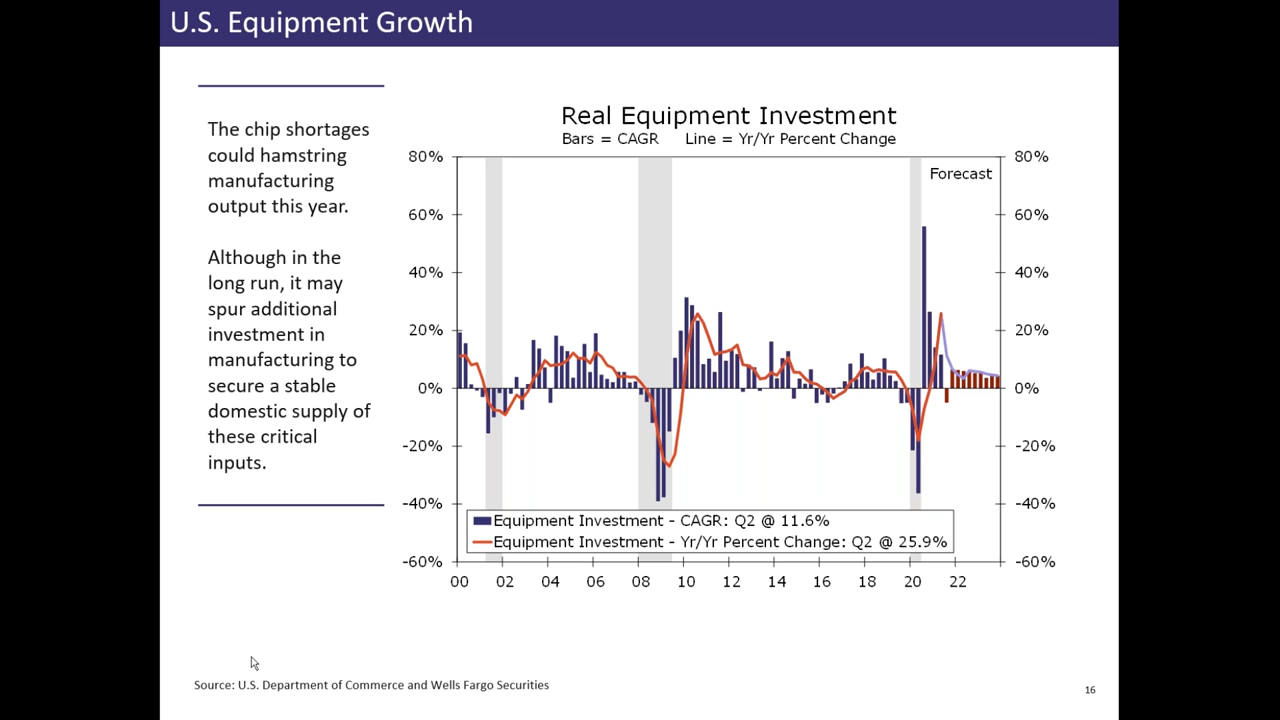 U.S. Equipment Growth
The chip shortages
could hamstring
manufacturing
output this year.
Although in the
long run, it may
spur additional
investment in
manufacturing to
secure a stable
domestic supply of
these critical
inputs.
Real Equipment Investment
Bars = CAGR Line = Yr/Yr Percent Change
80% 80%
Forecast
60% 60%
40% 40%
20% 20%
0% 0%
-20% -20%
-40% -40%
Equipment Investment - CAGR: Q2 @ 11.6%
Equipment Investment - Yr/Yr Percent Change: Q2 @ 25.9%
-60% -60%
00 02 04 06 08 10 12 14 16 18 20 22
Source: U.S. Department of Commerce and Wells Fargo Securities
16